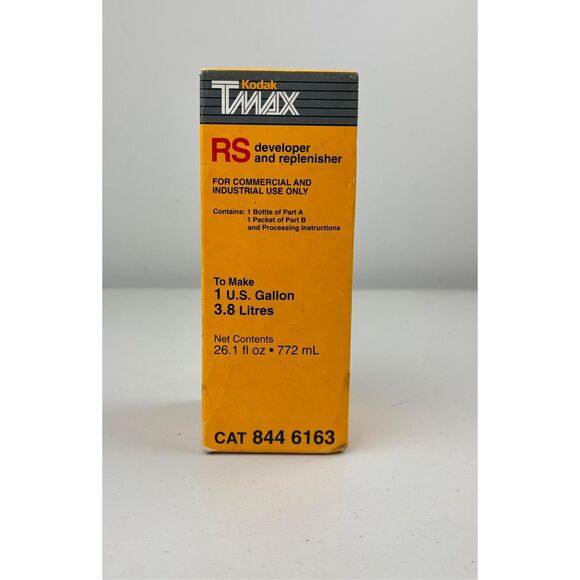 Kodak
TMAX
RS developer
and replenisher
FOR COMMERCIAL AND
INDUSTRIAL USE ONLY
Contains: 1 Bottle of Part A
1 Packet of Part B
and Processing Instructions
To Make
1 U.S. Gallon
3.8 Litres
Net Contents
26.1 fl oz • 772 mL
CAT 844 6163